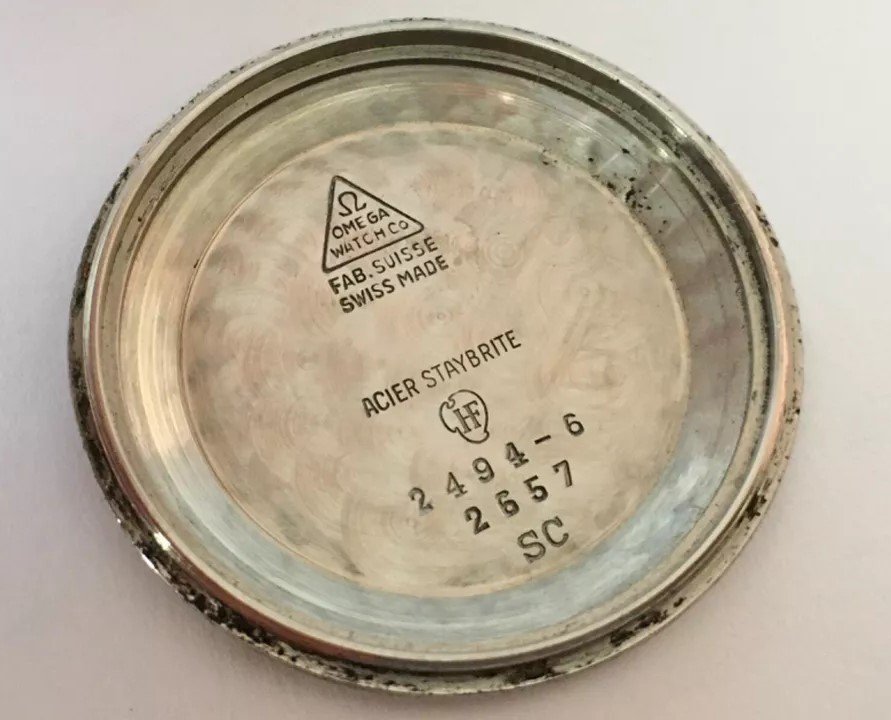 Ω
OMEGA
WATCH CO
FAB. SUISSE
SWISS MADE
ACIER STAYBRITE
HF
2494-6
2657
SC